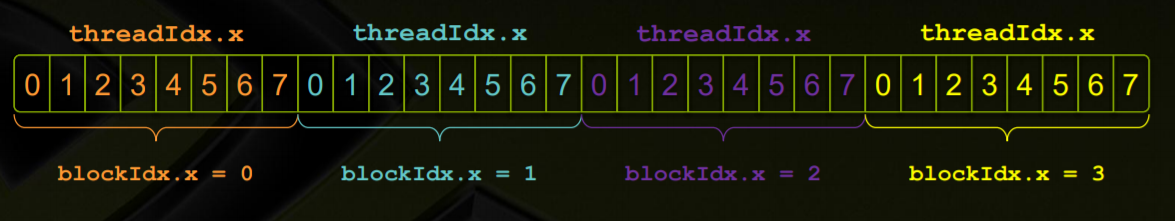 threadIdx.x threadIdx.x threadIdx.x threadIdx.x
0 1 2 3 4 5 6 7 0 1 2 3 4 5 6 7 0 1 2 3 4 5 6 7 0 1 2 3 4 5 6 7
blockIdx.x = 0 blockIdx.x = 1 blockIdx.x = 2 blockIdx.x = 3